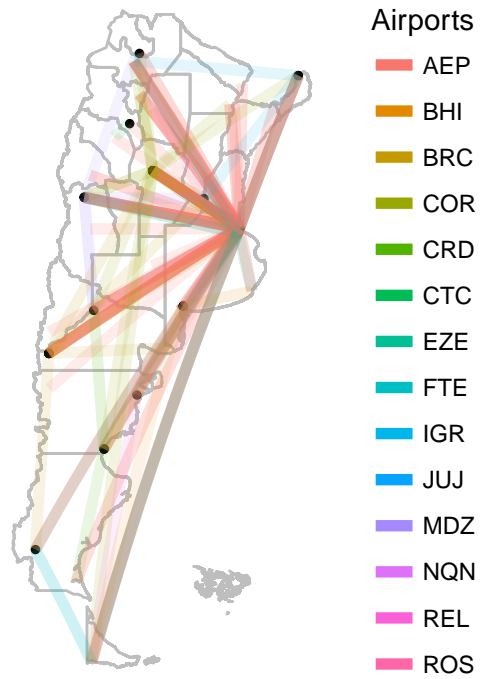 Airports
AEP
BHI
BRC
COR
CRD
CTC
EZE
FTE
IGR
JUJ
MDZ
NQN
REL
ROS